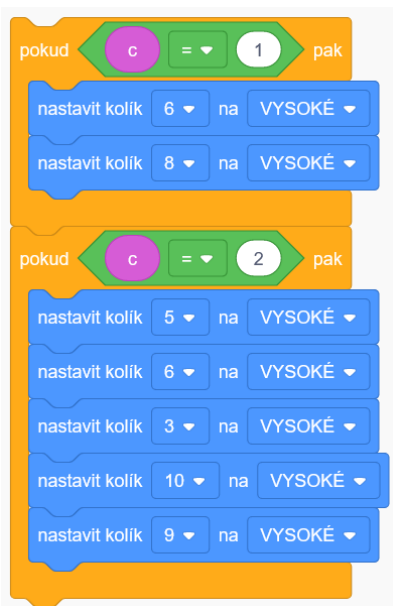 pokud c = 1 pak
nastavit kolík 6 na VYSOKÉ
nastavit kolík 8 na VYSOKÉ
pokud c = 2 pak
nastavit kolík 5 na VYSOKÉ
nastavit kolík 6 na VYSOKÉ
nastavit kolík 3 na VYSOKÉ
nastavit kolík 10 na VYSOKÉ
nastavit kolík 9 na VYSOKÉ